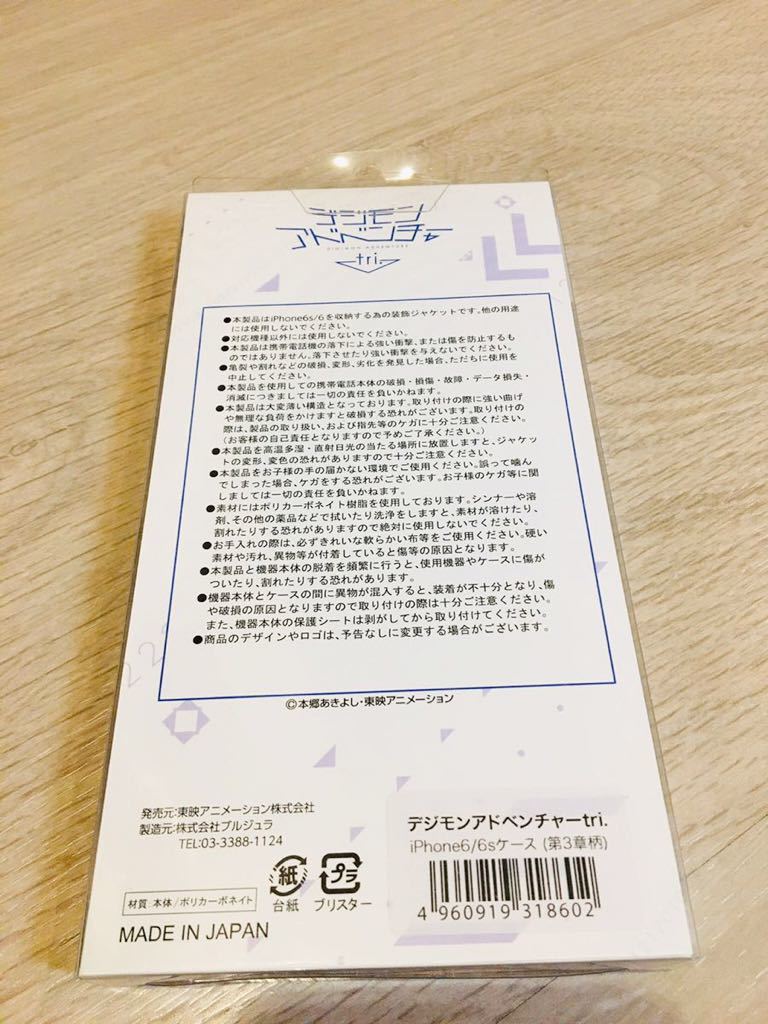 デジモン
アドベンチャー
DIGIMON ADVENTURE
tri.
●本製品はiPhone6s/6を収納する為の装飾ジャケットです。他の用途
には使用しないでください。
●対応機種以外には使用しないでください。
●本製品は携帯電話機の落下による強い衝撃、または傷を防止するも
のではありません。落下させたり強い衝撃を与えないでください。
●亀裂や割れなどの破損、変形、劣化を発見した場合、ただちに使用を
中止してください。
●本製品を使用しての携帯電話本体の破損・損傷・故障・データ損失・
消滅につきましては一切の責任を負いかねます。
●本製品は大変薄い構造となっております。取り付けの際に強い曲げ
や無理な負荷をかけますと破損する恐れがございます。取り付けの
際は、製品の取り扱い、および指先等のケガに十分ご注意ください。
(お客様の自己責任となりますので予めご了承ください。)
●本製品を高温多湿・直射日光の当たる場所に放置しますと、ジャケッ
トの変形、変色の恐れがありますので十分ご注意ください。
●本製品をお子様の手の届かない環境でご使用ください。誤って噛ん
でしまった場合、ケガをする恐れがございます。お子様のケガ等に関
しましては一切の責任を負いかねます。
●素材にはポリカーボネイト樹脂を使用しております。シンナーや溶
剤、その他の薬品などで拭いたり洗浄をしますと、素材が溶けたり、
割れたりする恐れがありますので絶対に使用しないでください。
●お手入れの際は、必ずきれいな軟らかい布等をご使用ください。硬い
素材や汚れ、異物等が付着していると傷等の原因となります。
●本製品と機器本体の脱着を頻繁に行うと、使用機器やケースに傷が
ついたり、割れたりする恐れがあります。
●機器本体とケースの間に異物が混入すると、装着が不十分となり、傷
や破損の原因となりますので取り付けの際は十分ご注意ください。
また、機器本体の保護シートは剥がしてから取り付けてください。
●商品のデザインやロゴは、予告なしに変更する場合がございます。
©本郷あきよし・東映アニメーション
発売元:東映アニメーション株式会社
製造元:株式会社プルジュラ
TEL:03-3388-1124
紙
台紙
プラ
ブリスター
材質:本体/ポリカーボネイト
MADE IN JAPAN
デジモンアドベンチャーtri.
iPhone6/6sケース (第3章柄)
4 960919 318602